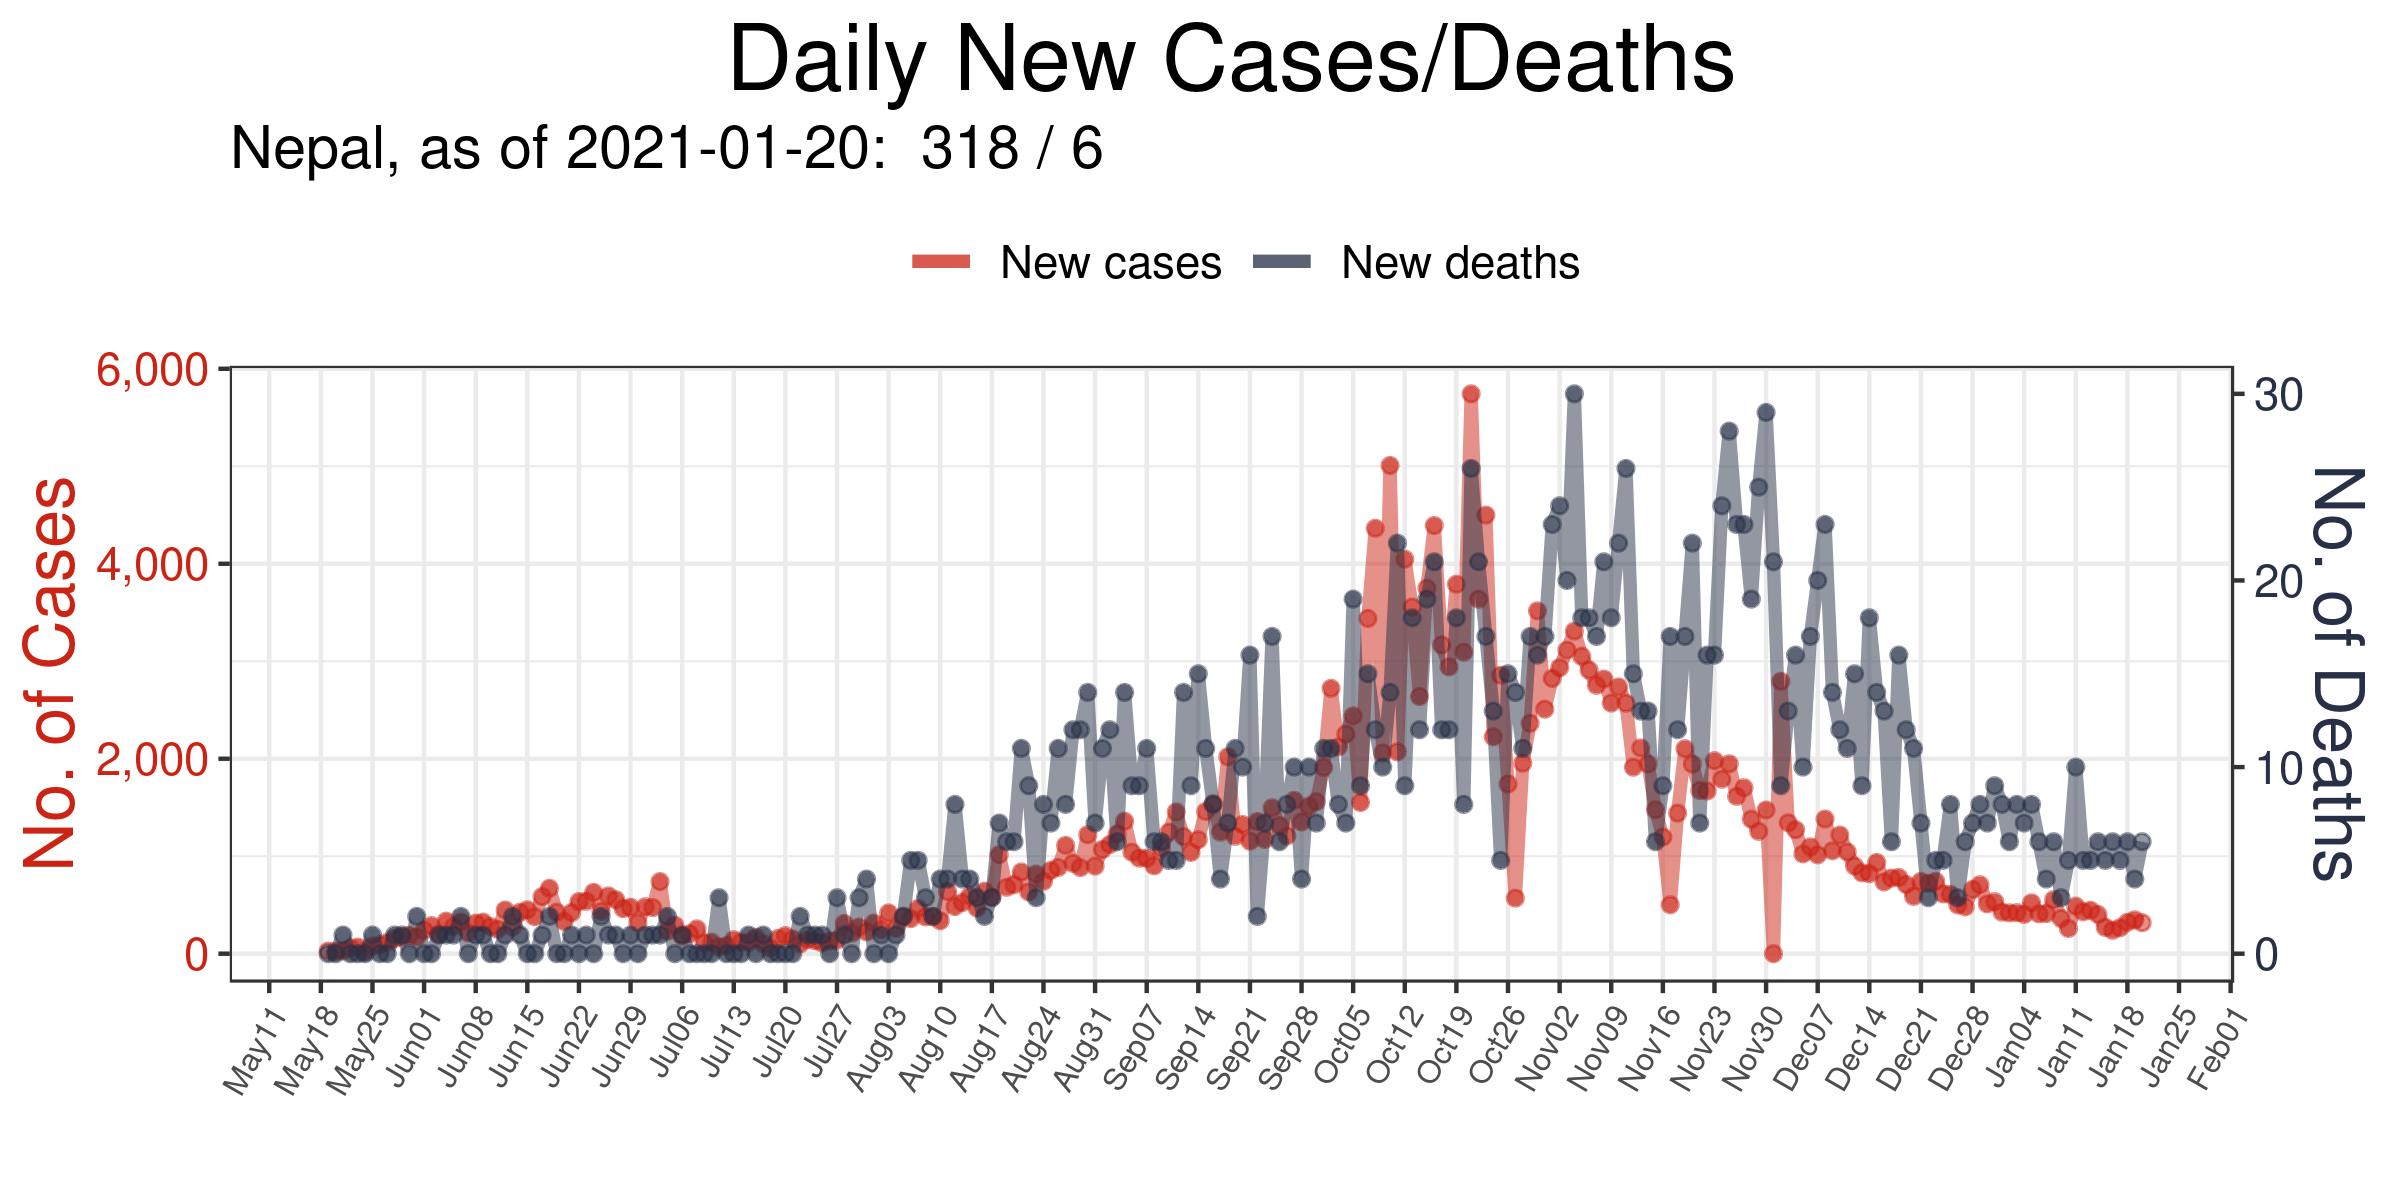 Daily New Cases/Deaths
Nepal, as of 2021-01-20:  318 / 6
New cases New deaths
No. of Cases
6,000
4,000
2,000
0
30
20
10
0
No. of Deaths
May11 May18 May25 Jun01 Jun08 Jun15 Jun22 Jun29 Jul06 Jul13 Jul20 Jul27 Aug03 Aug10 Aug17 Aug24 Aug31 Sep07 Sep14 Sep21 Sep28 Oct05 Oct12 Oct19 Oct26 Nov02 Nov09 Nov16 Nov23 Nov30 Dec07 Dec14 Dec21 Dec28 Jan04 Jan11 Jan18 Jan25 Feb01